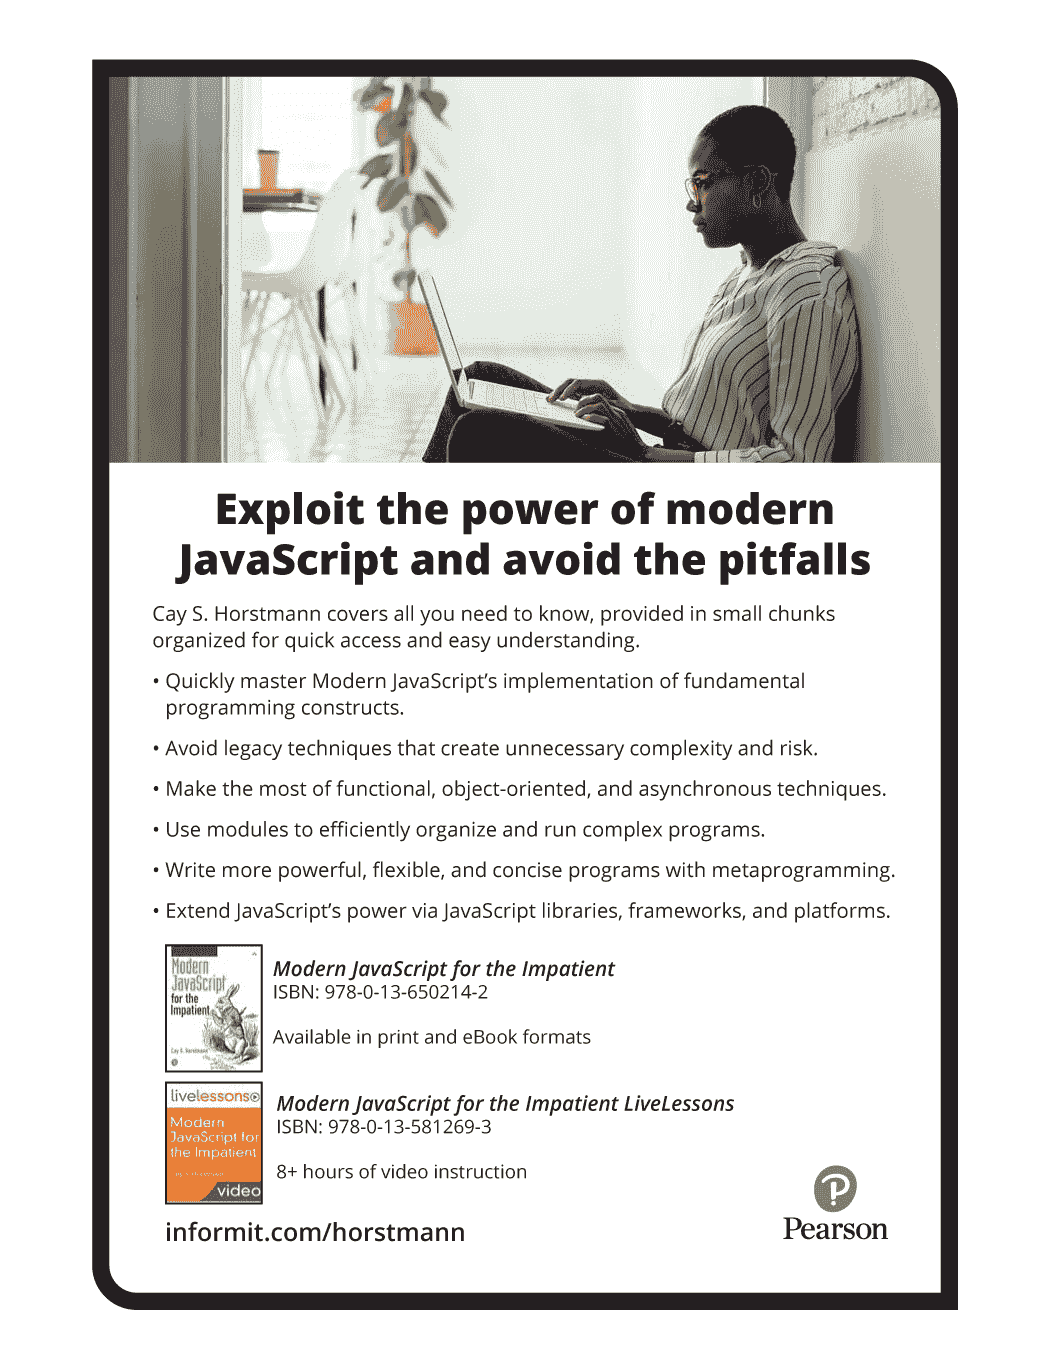 Exploit the power of modern
JavaScript and avoid the pitfalls
Cay S. Horstmann covers all you need to know, provided in small chunks
organized for quick access and easy understanding.
• Quickly master Modern JavaScript’s implementation of fundamental
programming constructs.
• Avoid legacy techniques that create unnecessary complexity and risk.
• Make the most of functional, object-oriented, and asynchronous techniques.
• Use modules to efficiently organize and run complex programs.
• Write more powerful, flexible, and concise programs with metaprogramming.
• Extend JavaScript’s power via JavaScript libraries, frameworks, and platforms.
Modern
JavaScript
for the
Impatient
Cay S. Horstmann
Modern JavaScript for the Impatient
ISBN: 978-0-13-650214-2
Available in print and eBook formats
livelessons
Modern
JavaScript for
the Impatient
video
Modern JavaScript for the Impatient LiveLessons
ISBN: 978-0-13-581269-3
8+ hours of video instruction
informit.com/horstmann
P
Pearson